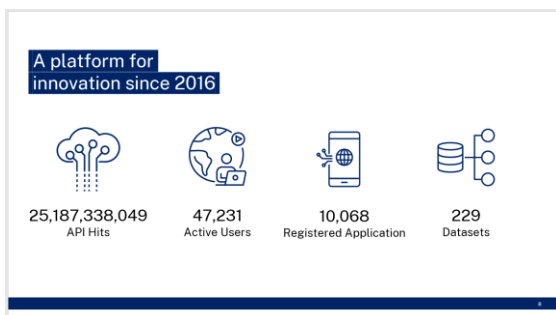 A platform for
innovation since 2016
25,187,338,049
API Hits
47,231
Active Users
10,068
Registered Application
229
Datasets